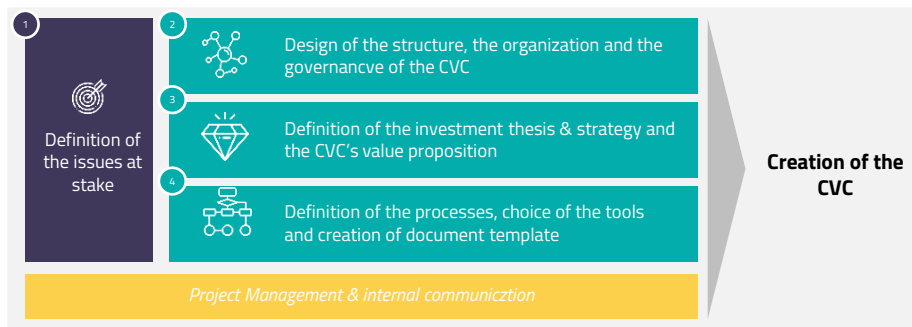 1
Definition of
the issues at
stake
2
Design of the structure, the organization and the
governancve of the CVC
3
Definition of the investment thesis & strategy and
the CVC's value proposition
4
Definition of the processes, choice of the tools
and creation of document template
Project Management & internal communicztion
Creation of the
CVC